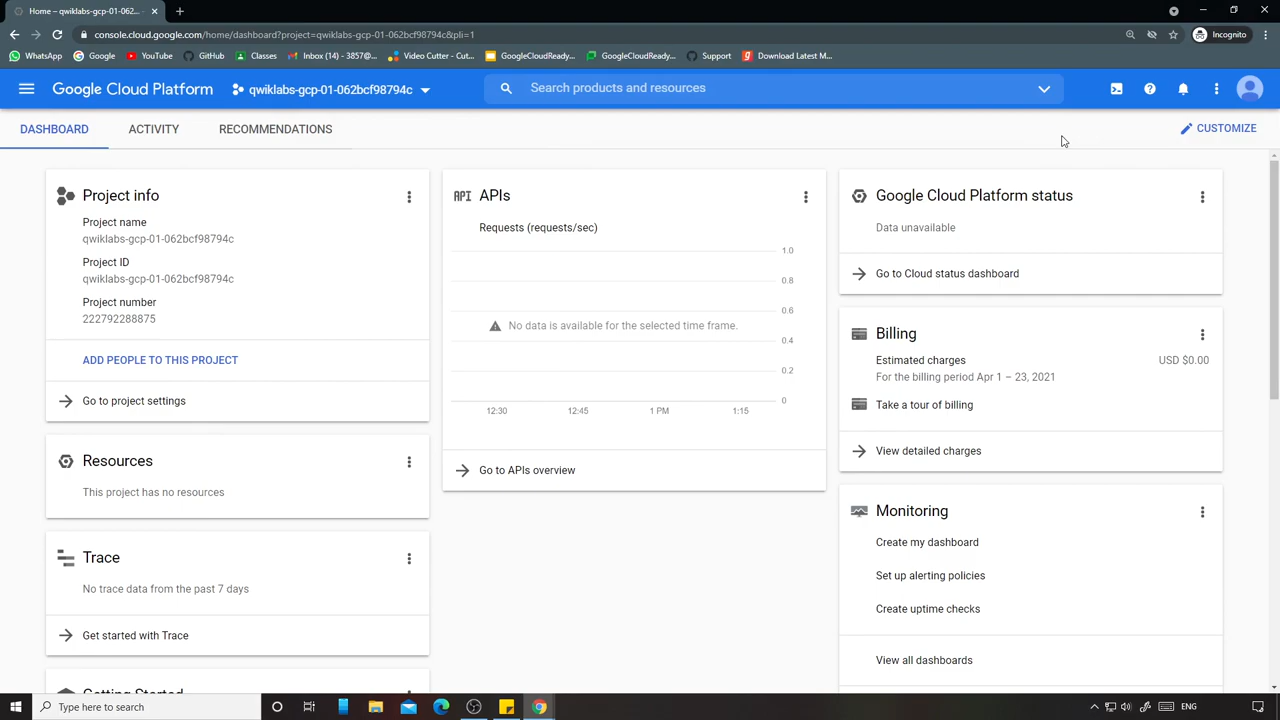 Home – qwiklabs-gcp-01-062...
console.cloud.google.com/home/dashboard?project=qwiklabs-gcp-01-062bcf98794c&pli=1
Incognito
WhatsApp
Google
YouTube
GitHub
Classes
Inbox (14) - 3857@...
Video Cutter - Cut...
GoogleCloudReady...
GoogleCloudReady...
Support
Download Latest M...
Google Cloud Platform
qwiklabs-gcp-01-062bcf98794c
Search products and resources
DASHBOARD
ACTIVITY
RECOMMENDATIONS
CUSTOMIZE
Project info
Project name
qwiklabs-gcp-01-062bcf98794c
Project ID
qwiklabs-gcp-01-062bcf98794c
Project number
222792288875
ADD PEOPLE TO THIS PROJECT
Go to project settings
Resources
This project has no resources
Trace
No trace data from the past 7 days
Get started with Trace
Getting Started
API APIs
Requests (requests/sec)
1.0
0.8
0.6
No data is available for the selected time frame.
0.4
0.2
0
12:30
12:45
1 PM
1:15
Go to APIs overview
Google Cloud Platform status
Data unavailable
Go to Cloud status dashboard
Billing
Estimated charges
USD $0.00
For the billing period Apr 1 – 23, 2021
Take a tour of billing
View detailed charges
Monitoring
Create my dashboard
Set up alerting policies
Create uptime checks
View all dashboards
Type here to search
ENG